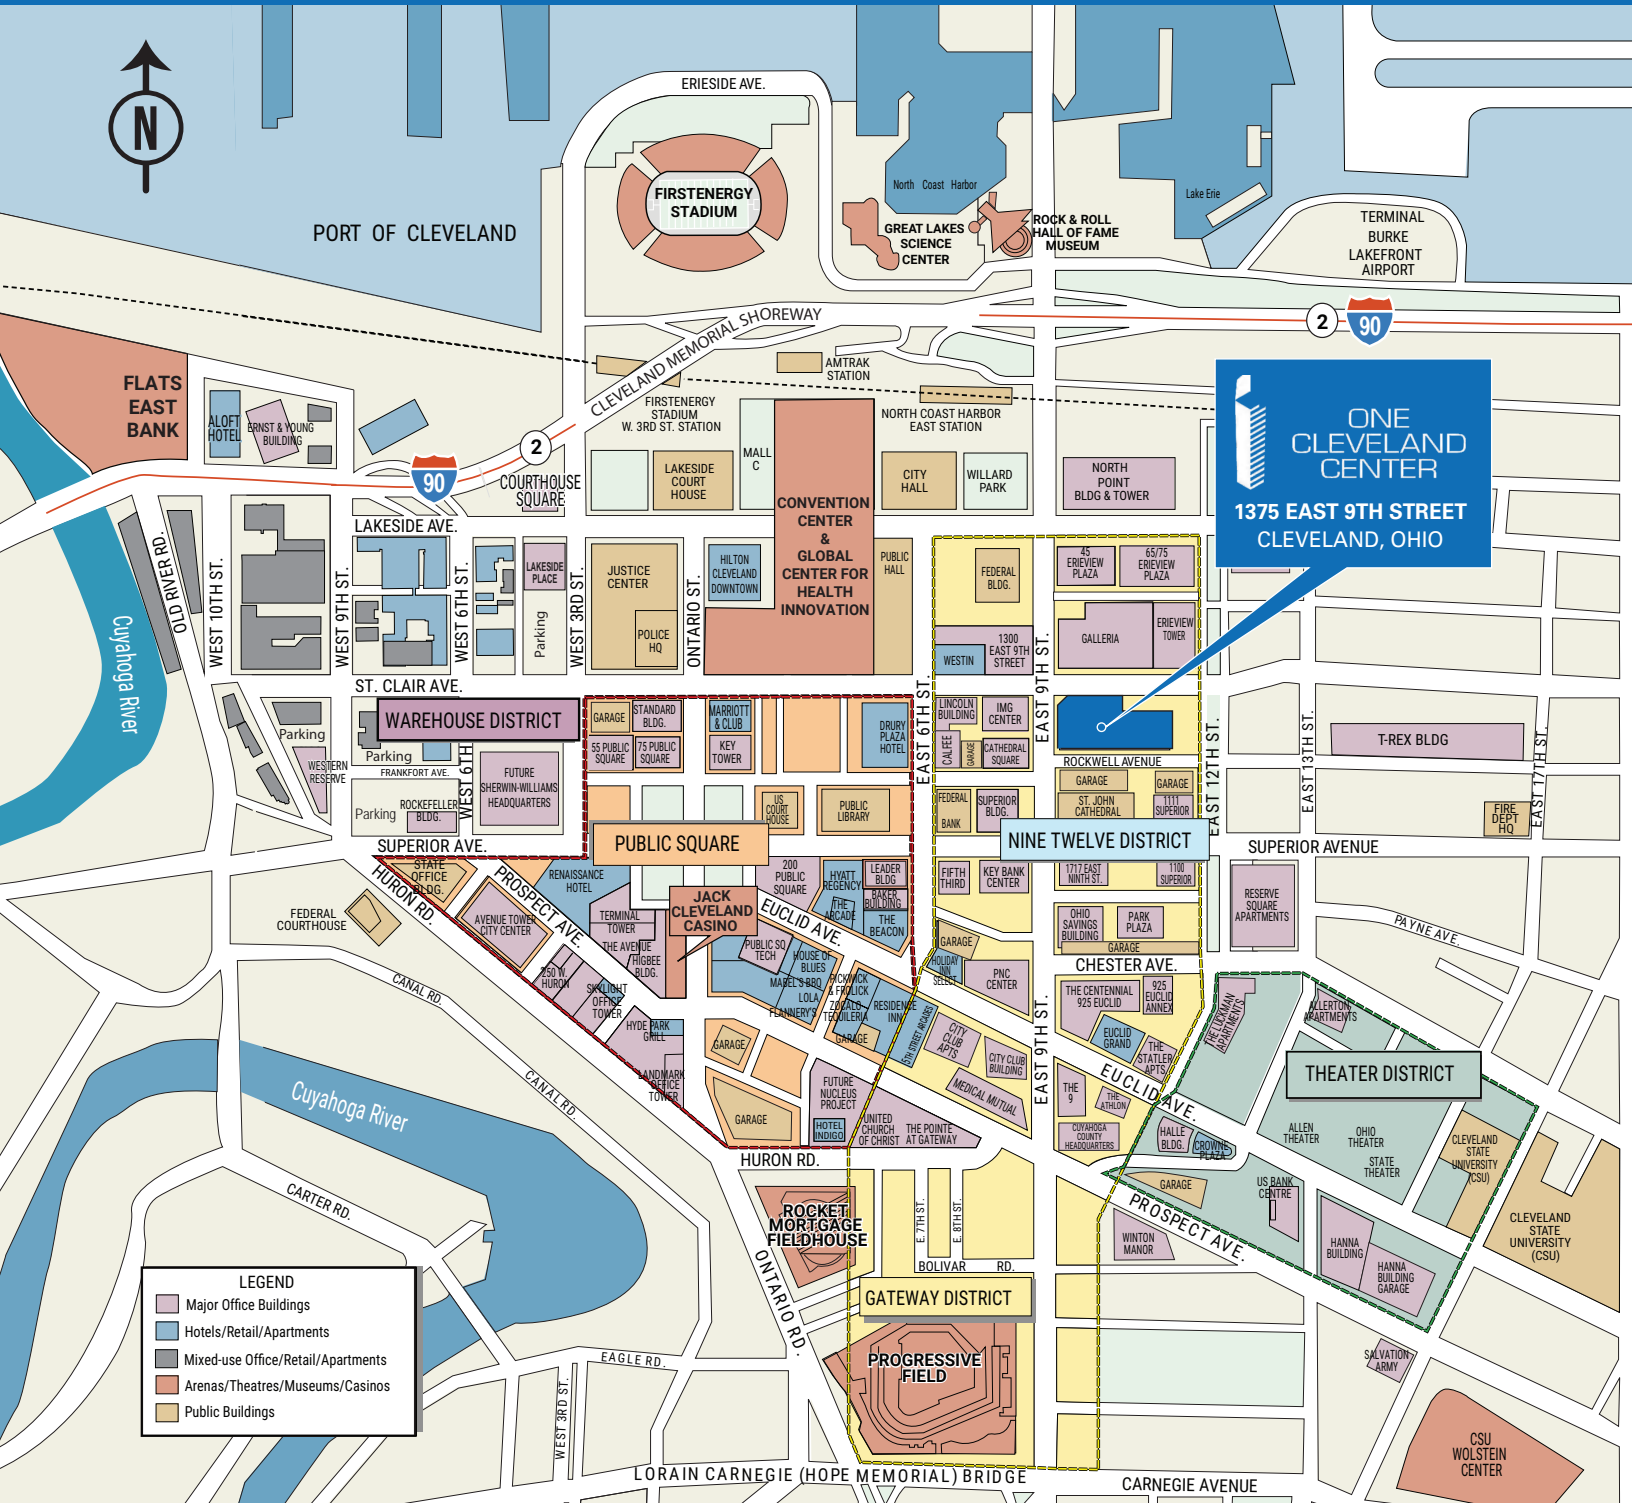 ERIESIDE AVE.
N
FIRSTENERGY
STADIUM
PORT OF CLEVELAND
North Coast Harbor
Lake Erie
GREAT LAKES
SCIENCE
CENTER
ROCK & ROLL
HALL OF FAME
MUSEUM
TERMINAL
BURKE
LAKEFRONT
AIRPORT
CLEVELAND MEMORIAL SHOREWAY
2
90
FLATS
EAST
BANK
ALOFT
HOTEL
ERNST & YOUNG
BUILDING
AMTRAK
STATION
FIRSTENERGY
STADIUM
W. 3RD ST. STATION
NORTH COAST HARBOR
EAST STATION
2
90
COURTHOUSE
SQUARE
LAKESIDE
COURT
HOUSE
MALL
C
CITY
HALL
WILLARD
PARK
NORTH
POINT
BLDG & TOWER
ONE
CLEVELAND
CENTER
1375 EAST 9TH STREET
CLEVELAND, OHIO
CONVENTION
CENTER
&
GLOBAL
CENTER FOR
HEALTH
INNOVATION
LAKESIDE AVE.
OLD RIVER RD.
WEST 10TH ST.
WEST 9TH ST.
WEST 6TH ST.
LAKESIDE
PLACE
Parking
WEST 3RD ST.
JUSTICE
CENTER
POLICE
HQ
ONTARIO ST.
HILTON
CLEVELAND
DOWNTOWN
PUBLIC
HALL
FEDERAL
BLDG.
45
ERIEVIEW
PLAZA
65/75
ERIEVIEW
PLAZA
GALLERIA
ERIEVIEW
TOWER
1300
EAST 9TH
STREET
WESTIN
EAST 9TH ST.
Cuyahoga River
ST. CLAIR AVE.
WAREHOUSE DISTRICT
Parking
WESTERN
RESERVE
Parking
FRANKFORT AVE.
Parking
ROCKEFELLER
BLDG.
WEST 6TH
FUTURE
SHERWIN-WILLIAMS
HEADQUARTERS
GARAGE
STANDARD
BLDG.
55 PUBLIC
SQUARE
75 PUBLIC
SQUARE
MARRIOTT
& CLUB
KEY
TOWER
DRURY
PLAZA
HOTEL
EAST 6TH ST.
LINCOLN
BUILDING
IMG
CENTER
CALFEE
GARAGE
CATHEDRAL
SQUARE
ROCKWELL AVENUE
GARAGE
GARAGE
ST. JOHN
CATHEDRAL
1111
SUPERIOR
EAST 12TH ST.
EAST 13TH ST.
T-REX BLDG
EAST 17TH ST.
FIRE
DEPT
HQ
US
COURT
HOUSE
PUBLIC
LIBRARY
FEDERAL
BANK
SUPERIOR
BLDG.
PUBLIC SQUARE
NINE TWELVE DISTRICT
SUPERIOR AVE.
SUPERIOR AVENUE
STATE
OFFICE
BLDG.
HURON RD.
PROSPECT AVE.
RENAISSANCE
HOTEL
FEDERAL
COURTHOUSE
AVENUE TOWER
CITY CENTER
TERMINAL
TOWER
THE AVENUE
HIGBEE
BLDG.
JACK
CLEVELAND
CASINO
200
PUBLIC
SQUARE
EUCLID AVE.
HYATT
REGENCY
THE
ARCADE
LEADER
BLDG
BAKER
BUILDING
THE
BEACON
FIFTH
THIRD
KEY BANK
CENTER
1717 EAST
NINTH ST.
1100
SUPERIOR
OHIO
SAVINGS
BUILDING
PARK
PLAZA
GARAGE
CHESTER AVE.
RESERVE
SQUARE
APARTMENTS
PAYNE AVE.
GARAGE
HOLIDAY
INN
SELECT
PNC
CENTER
PUBLIC SQ
TECH
HOUSE OF
BLUES
MABEL'S BBQ
LOLA
FLANNERY'S
PICKWICK
& FROLICK
ZOCALO
TEQUILERIA
GARAGE
RESIDENCE
INN
5TH STREET ARCADES
250 W.
HURON
SKYLIGHT
OFFICE
TOWER
HYDE PARK
GRILL
LANDMARK
OFFICE
TOWER
GARAGE
GARAGE
CITY
CLUB
APTS
CITY CLUB
BUILDING
MEDICAL MUTUAL
EAST 9TH ST.
THE CENTENNIAL
925 EUCLID
925
EUCLID
ANNEX
EUCLID
GRAND
THE
STATLER
APTS
EUCLID AVE.
THE LUCKMAN
APARTMENTS
ALLERTON
APARTMENTS
THEATER DISTRICT
CANAL RD.
CANAL RD.
Cuyahoga River
FUTURE
NUCLEUS
PROJECT
HOTEL
INDIGO
UNITED
CHURCH
OF CHRIST
THE POINTE
AT GATEWAY
THE
9
THE
ATHLON
CUYAHOGA
COUNTY
HEADQUARTERS
HALLE
BLDG.
CROWNE
PLAZA
ALLEN
THEATER
OHIO
THEATER
STATE
THEATER
CLEVELAND
STATE
UNIVERSITY
(CSU)
HURON RD.
GARAGE
US BANK
CENTRE
PROSPECT AVE.
WINTON
MANOR
HANNA
BUILDING
HANNA
BUILDING
GARAGE
CLEVELAND
STATE
UNIVERSITY
(CSU)
ROCKET
MORTGAGE
FIELDHOUSE
E. 7TH ST.
E. 8TH ST.
BOLIVAR RD.
CARTER RD.
ONTARIO RD.
GATEWAY DISTRICT
LEGEND
Major Office Buildings
Hotels/Retail/Apartments
Mixed-use Office/Retail/Apartments
Arenas/Theatres/Museums/Casinos
Public Buildings
EAGLE RD.
WEST 3RD ST.
PROGRESSIVE
FIELD
SALVATION
ARMY
CSU
WOLSTEIN
CENTER
LORAIN CARNEGIE (HOPE MEMORIAL) BRIDGE
CARNEGIE AVENUE